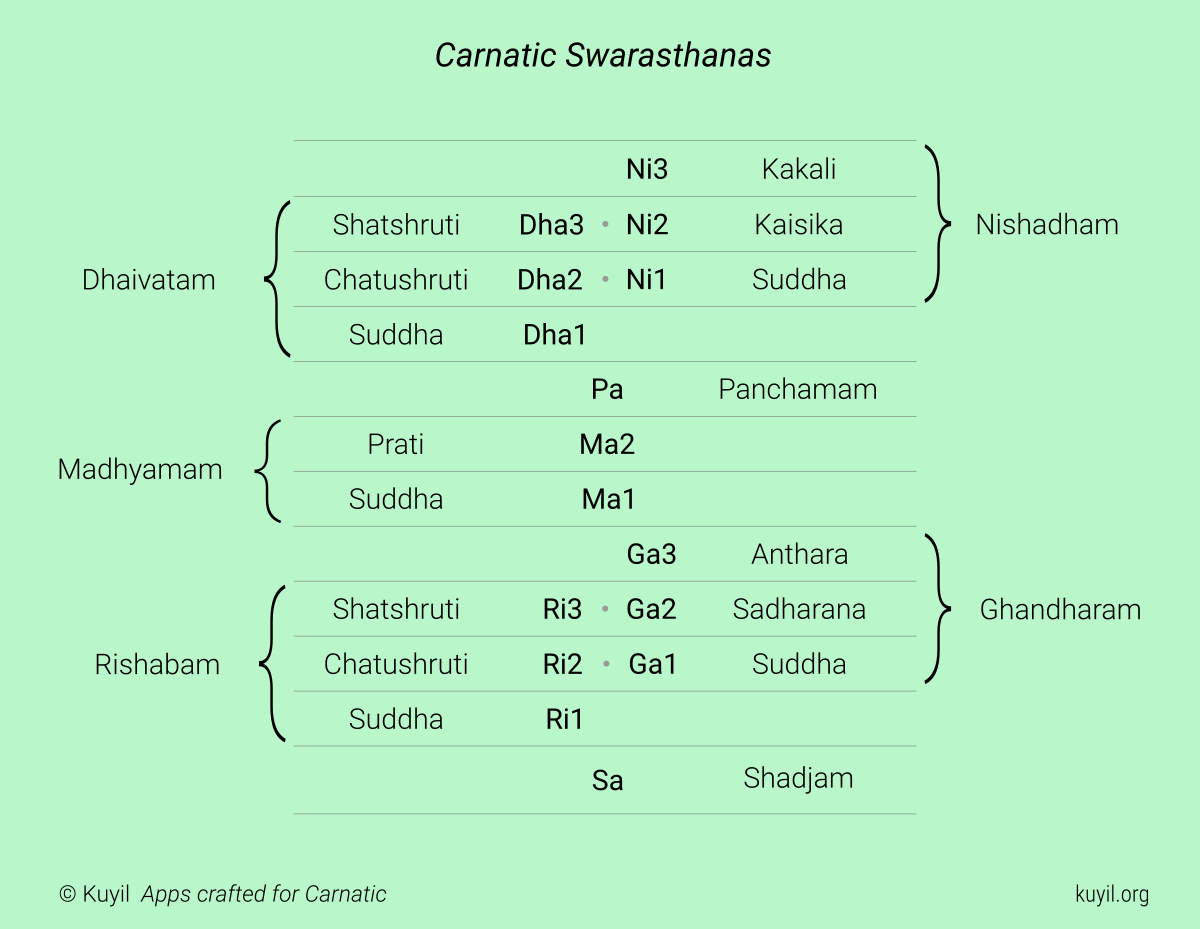 Carnatic Swarasthanas
Ni3 Kakali
Shatshruti Dha3 • Ni2 Kaisika Nishadham
Dhaivatam Chatushruti Dha2 • Ni1 Suddha
Suddha Dha1
Pa Panchamam
Prati Ma2
Madhyamam
Suddha Ma1
Ga3 Anthara
Shatshruti Ri3 • Ga2 Sadharana Ghandharam
Rishabam Chatushruti Ri2 • Ga1 Suddha
Suddha Ri1
Sa Shadjam
© Kuyil Apps crafted for Carnatic kuyil.org